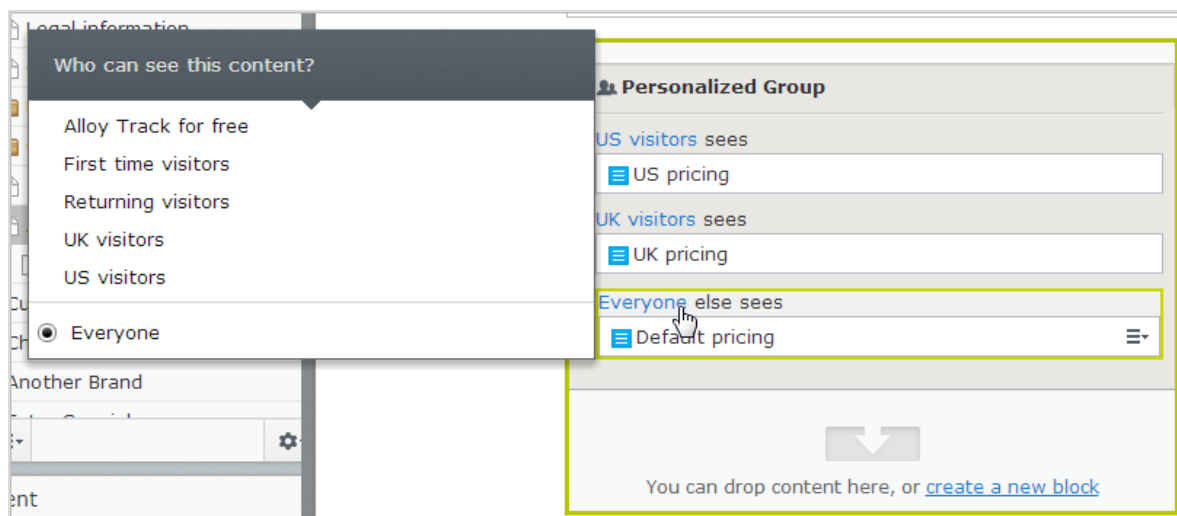 Legal information
Who can see this content?
Alloy Track for free
First time visitors
Returning visitors
UK visitors
US visitors
Everyone
Another Brand
ent
Personalized Group
US visitors sees
US pricing
UK visitors sees
UK pricing
Everyone else sees
Default pricing
You can drop content here, or create a new block